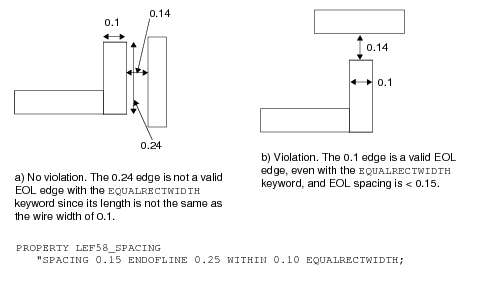 0.1
0.14
0.24
a) No violation. The 0.24 edge is not a valid
EOL edge with the EQUALRECTWIDTH
keyword since its length is not the same as
the wire width of 0.1.
0.14
0.1
b) Violation. The 0.1 edge is a valid EOL
edge, even with the EQUALRECTWIDTH
keyword, and EOL spacing is < 0.15.
PROPERTY LEF58_SPACING
"SPACING 0.15 ENDOFLINE 0.25 WITHIN 0.10 EQUALRECTWIDTH;